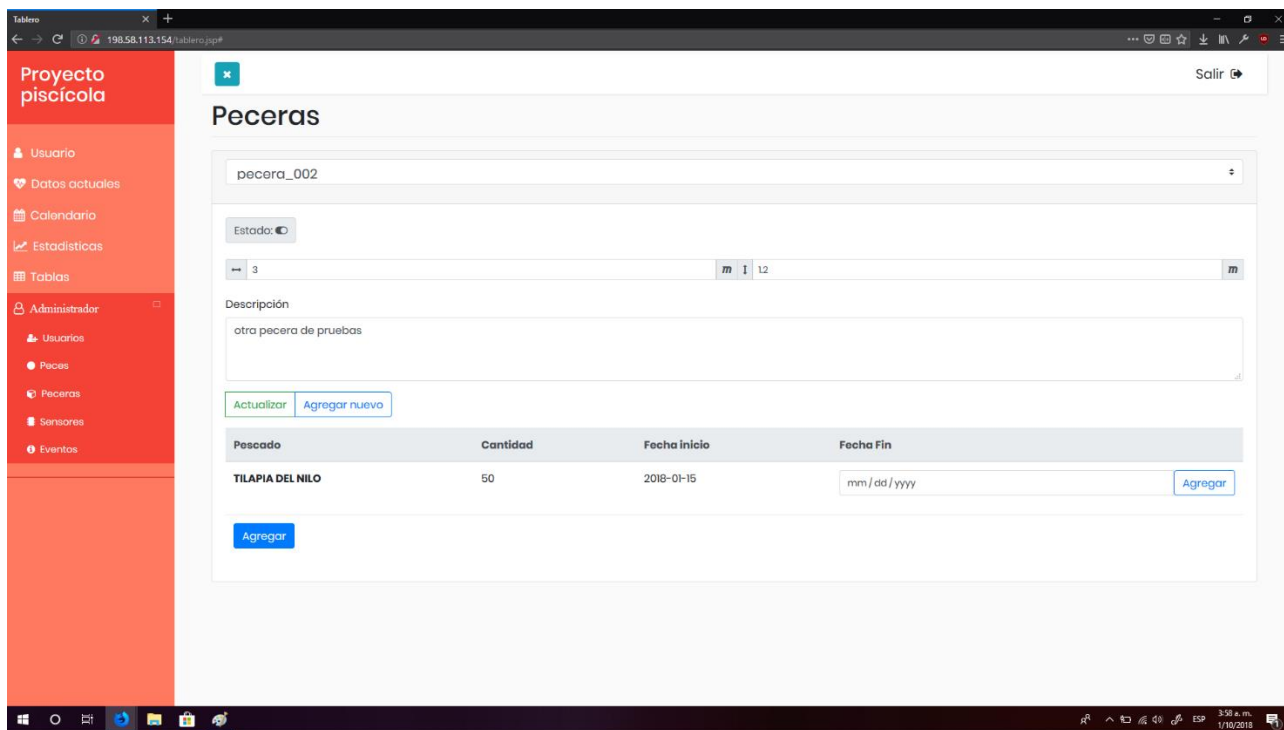 Tablero
198.58.113.154/tablero.jsp#
Proyecto
piscícola
Salir
Peceras
Usuario
Datos actuales
Calendario
Estadisticas
Tablas
Administrador
Usuarios
Peces
Peceras
Sensores
Eventos
pecera_002
Estado:
3 m 1.2 m
Descripción
otra pecera de pruebas
Actualizar Agregar nuevo
Pescado Cantidad Fecha inicio Fecha Fin
TILAPIA DEL NILO 50 2018-01-15 mm / dd / yyyy Agregar
Agregar
ESP
3:58 a. m.
1/10/2018